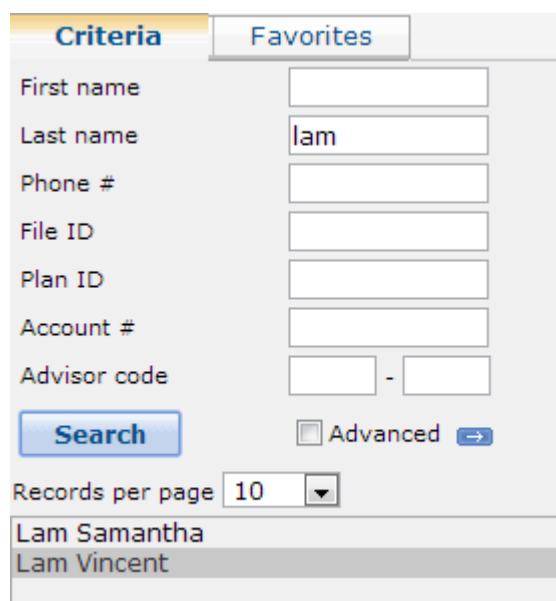 Criteria Favorites
First name
Last name lam
Phone #
File ID
Plan ID
Account #
Advisor code -
Search Advanced
Records per page 10
Lam Samantha
Lam Vincent